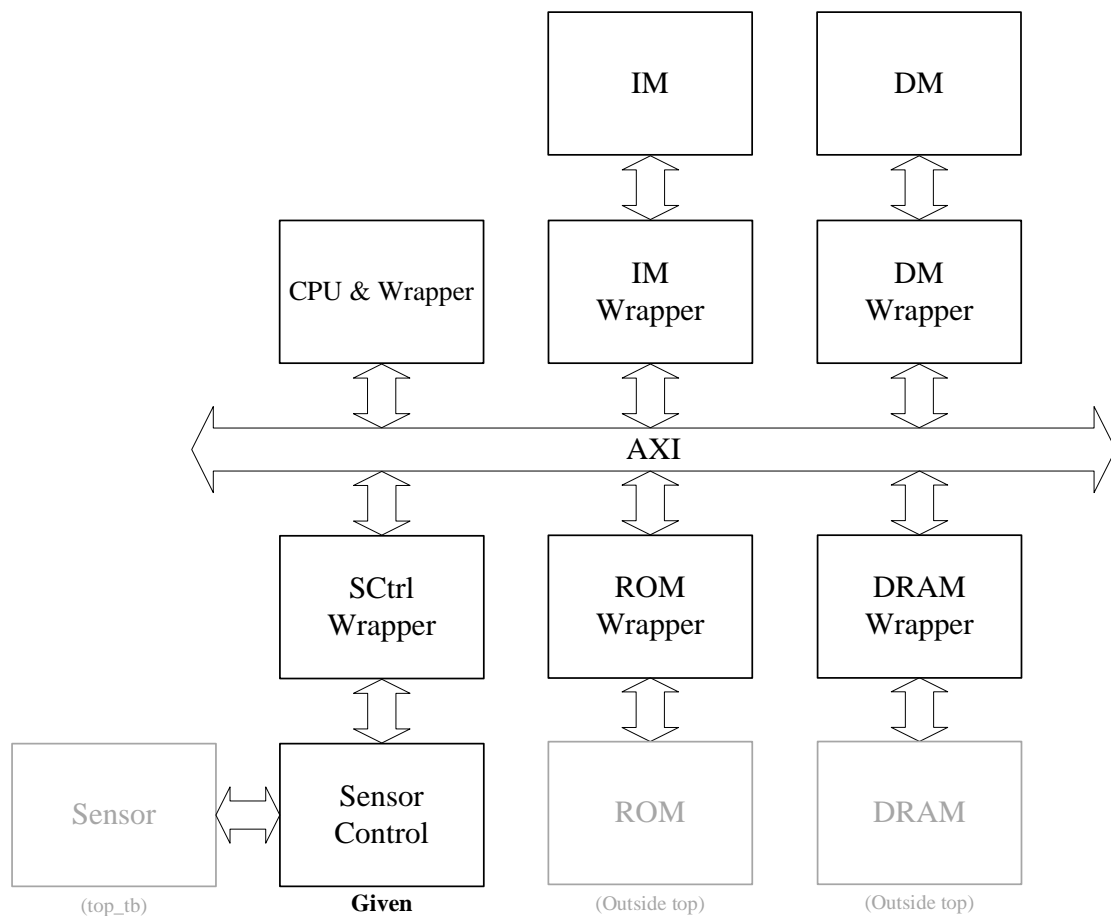 IM
DM
CPU & Wrapper
IM
Wrapper
DM
Wrapper
AXI
SCtrl
Wrapper
ROM
Wrapper
DRAM
Wrapper
Sensor
Sensor
Control
ROM
DRAM
(top_tb)
Given
(Outside top)
(Outside top)